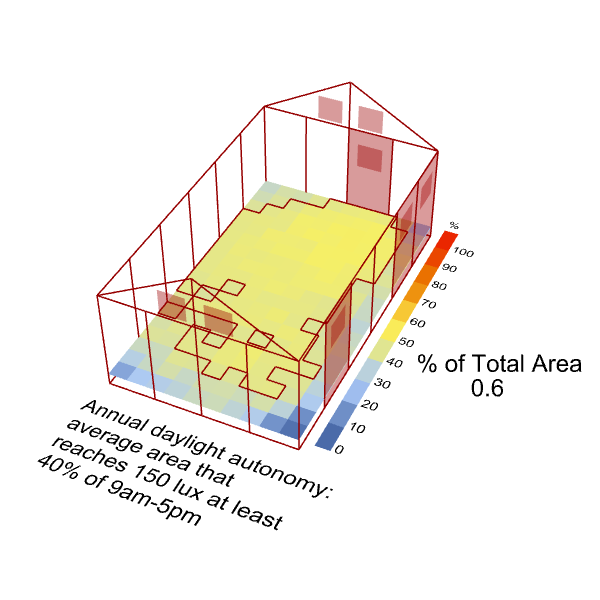 %
100
90
80
70
60
50
40
30
20
10
0
% of Total Area
0.6
Annual daylight autonomy:
average area that
reaches 150 lux at least
40% of 9am-5pm